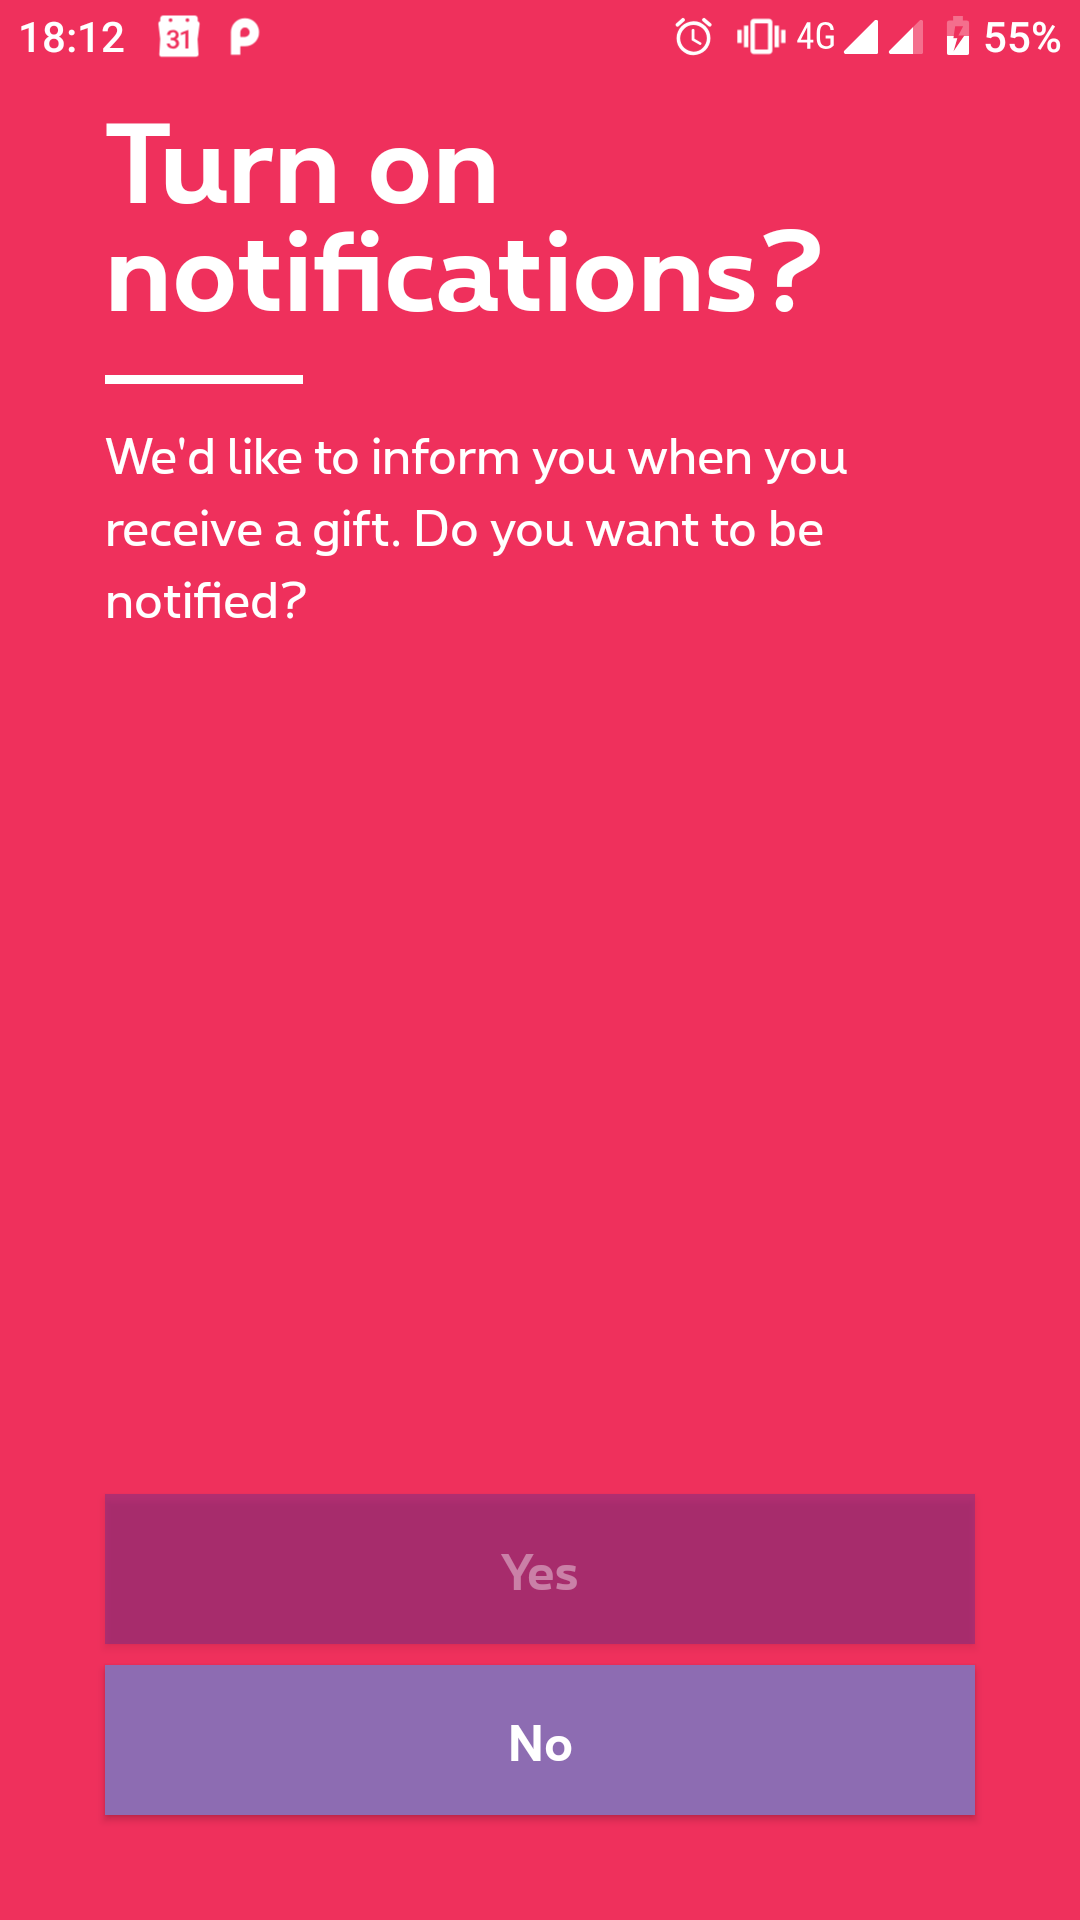 18:12 31 4G 55%
Turn on
notifications?
We'd like to inform you when you
receive a gift. Do you want to be
notified?
Yes
No